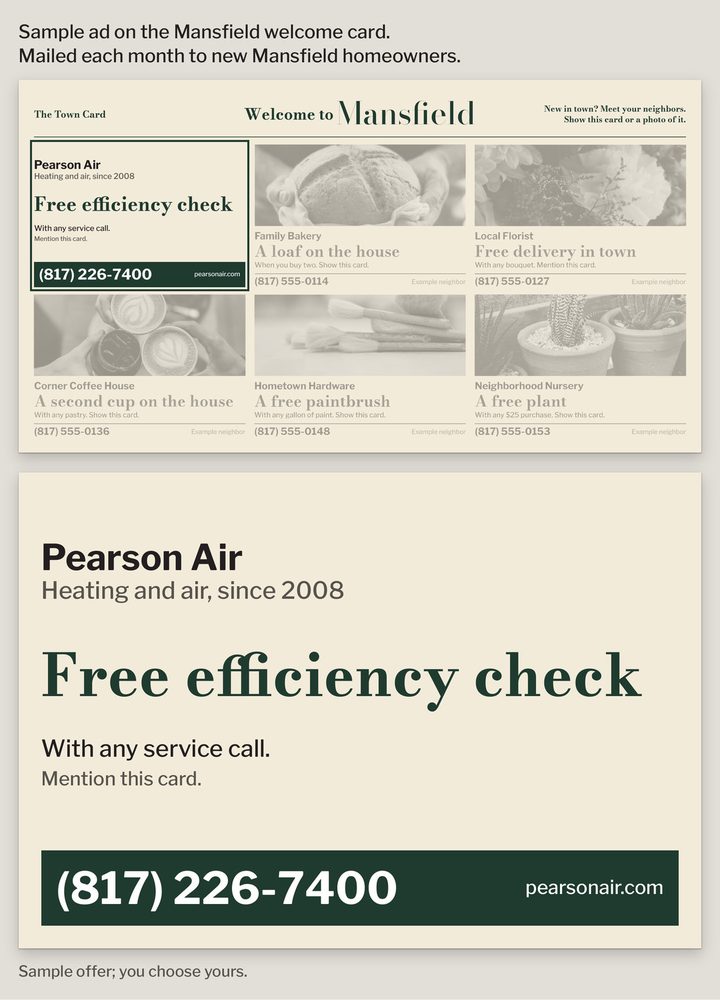 Sample ad on the Mansfield welcome card.
Mailed each month to new Mansfield homeowners.
The Town Card
Welcome to Mansfield
New in town? Meet your neighbors.
Show this card or a photo of it.
Pearson Air
Heating and air, since 2008
Free efficiency check
With any service call.
Mention this card.
(817) 226-7400
pearsonair.com
Family Bakery
A loaf on the house
When you buy two. Show this card.
(817) 555-0114
Example neighbor
Local Florist
Free delivery in town
With any bouquet. Mention this card.
(817) 555-0127
Example neighbor
Corner Coffee House
A second cup on the house
With any pastry. Show this card.
(817) 555-0136
Example neighbor
Hometown Hardware
A free paintbrush
With any gallon of paint. Show this card.
(817) 555-0148
Example neighbor
Neighborhood Nursery
A free plant
With any $25 purchase. Show this card.
(817) 555-0153
Example neighbor
Pearson Air
Heating and air, since 2008
Free efficiency check
With any service call.
Mention this card.
(817) 226-7400
pearsonair.com
Sample offer; you choose yours.